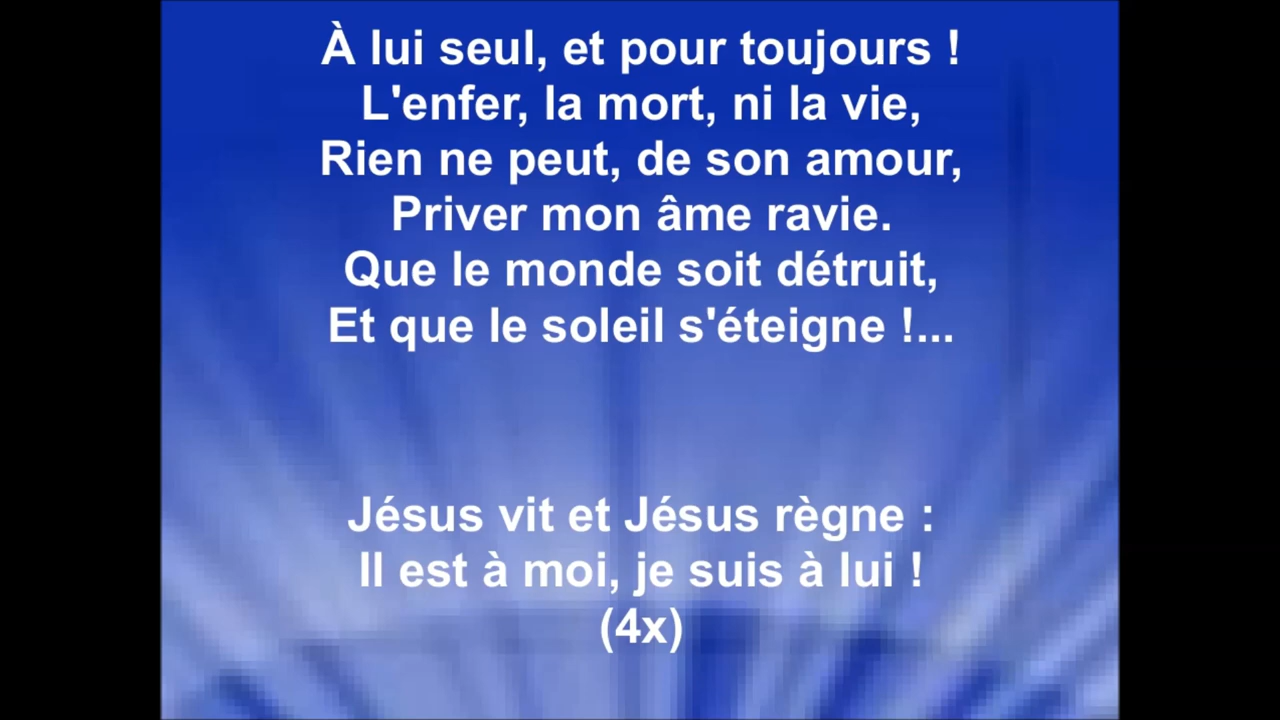 À lui seul, et pour toujours !
L'enfer, la mort, ni la vie,
Rien ne peut, de son amour,
Priver mon âme ravie.
Que le monde soit détruit,
Et que le soleil s'éteigne !...
Jésus vit et Jésus règne :
Il est à moi, je suis à lui !
(4x)